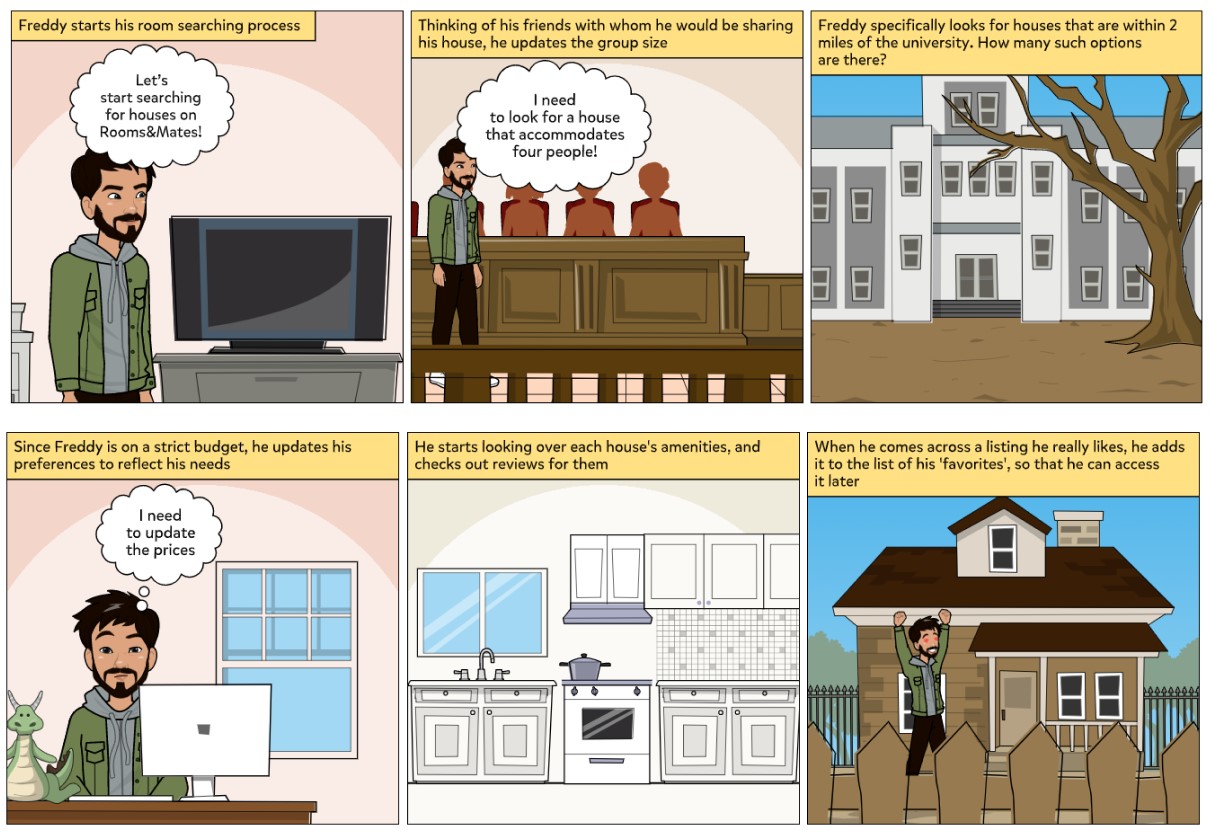 Freddy starts his room searching process
Let's
start searching
for houses on
Rooms&Mates!
Thinking of his friends with whom he would be sharing
his house, he updates the group size
I need
to look for a house
that accommodates
four people!
Freddy specifically looks for houses that are within 2
miles of the university. How many such options
are there?
Since Freddy is on a strict budget, he updates his
preferences to reflect his needs
I need
to update
the prices
He starts looking over each house's amenities, and
checks out reviews for them
When he comes across a listing he really likes, he adds
it to the list of his 'favorites', so that he can access
it later